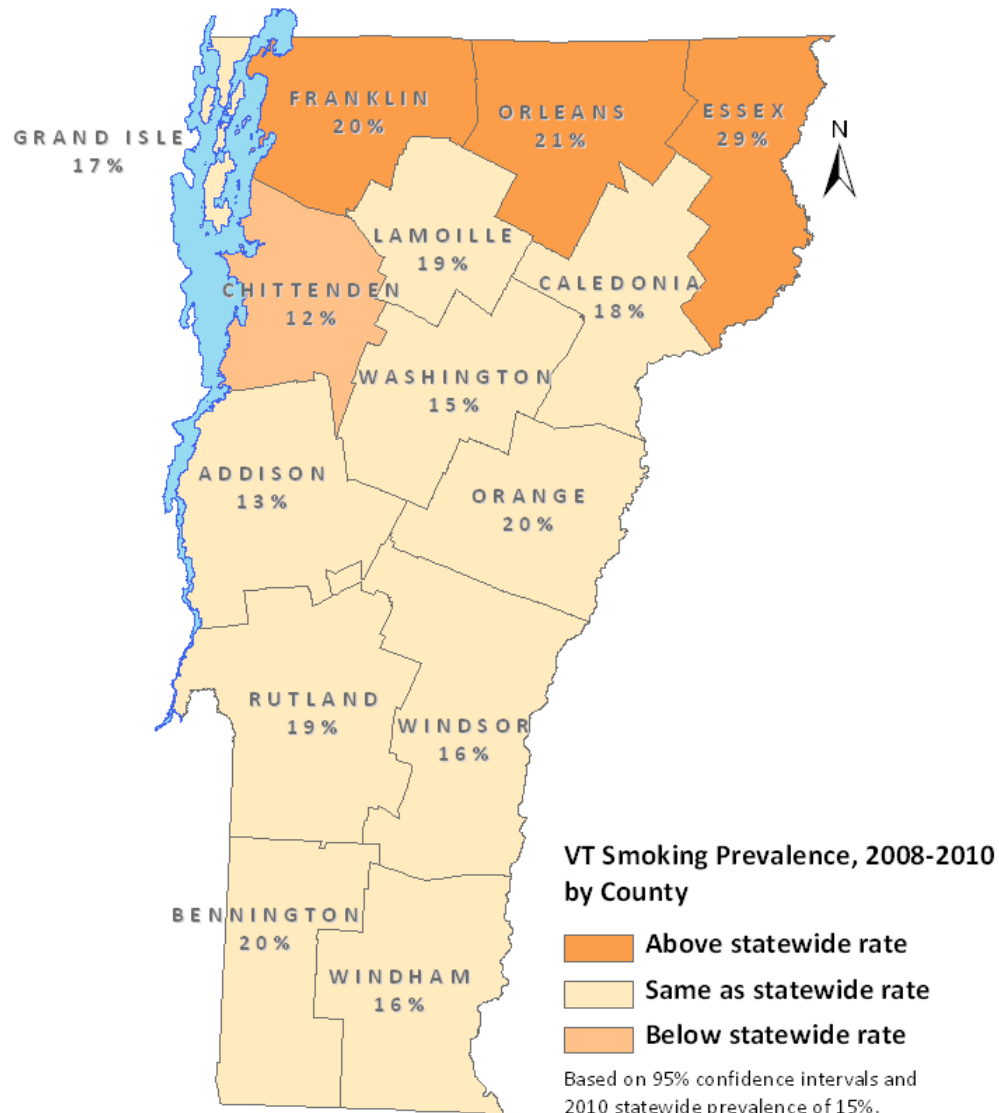 FRANKLIN
20%
ORLEANS
21%
ESSEX
29%
GRAND ISLE
17%
N
LAMOILLE
19%
CHITTENDEN
12%
CALEDONIA
18%
WASHINGTON
15%
ADDISON
13%
ORANGE
20%
RUTLAND
19%
WINDSOR
16%
BENNINGTON
20%
WINDHAM
16%
VT Smoking Prevalence, 2008-2010
by County
Above statewide rate
Same as statewide rate
Below statewide rate
Based on 95% confidence intervals and
2010 statewide prevalence of 15%.